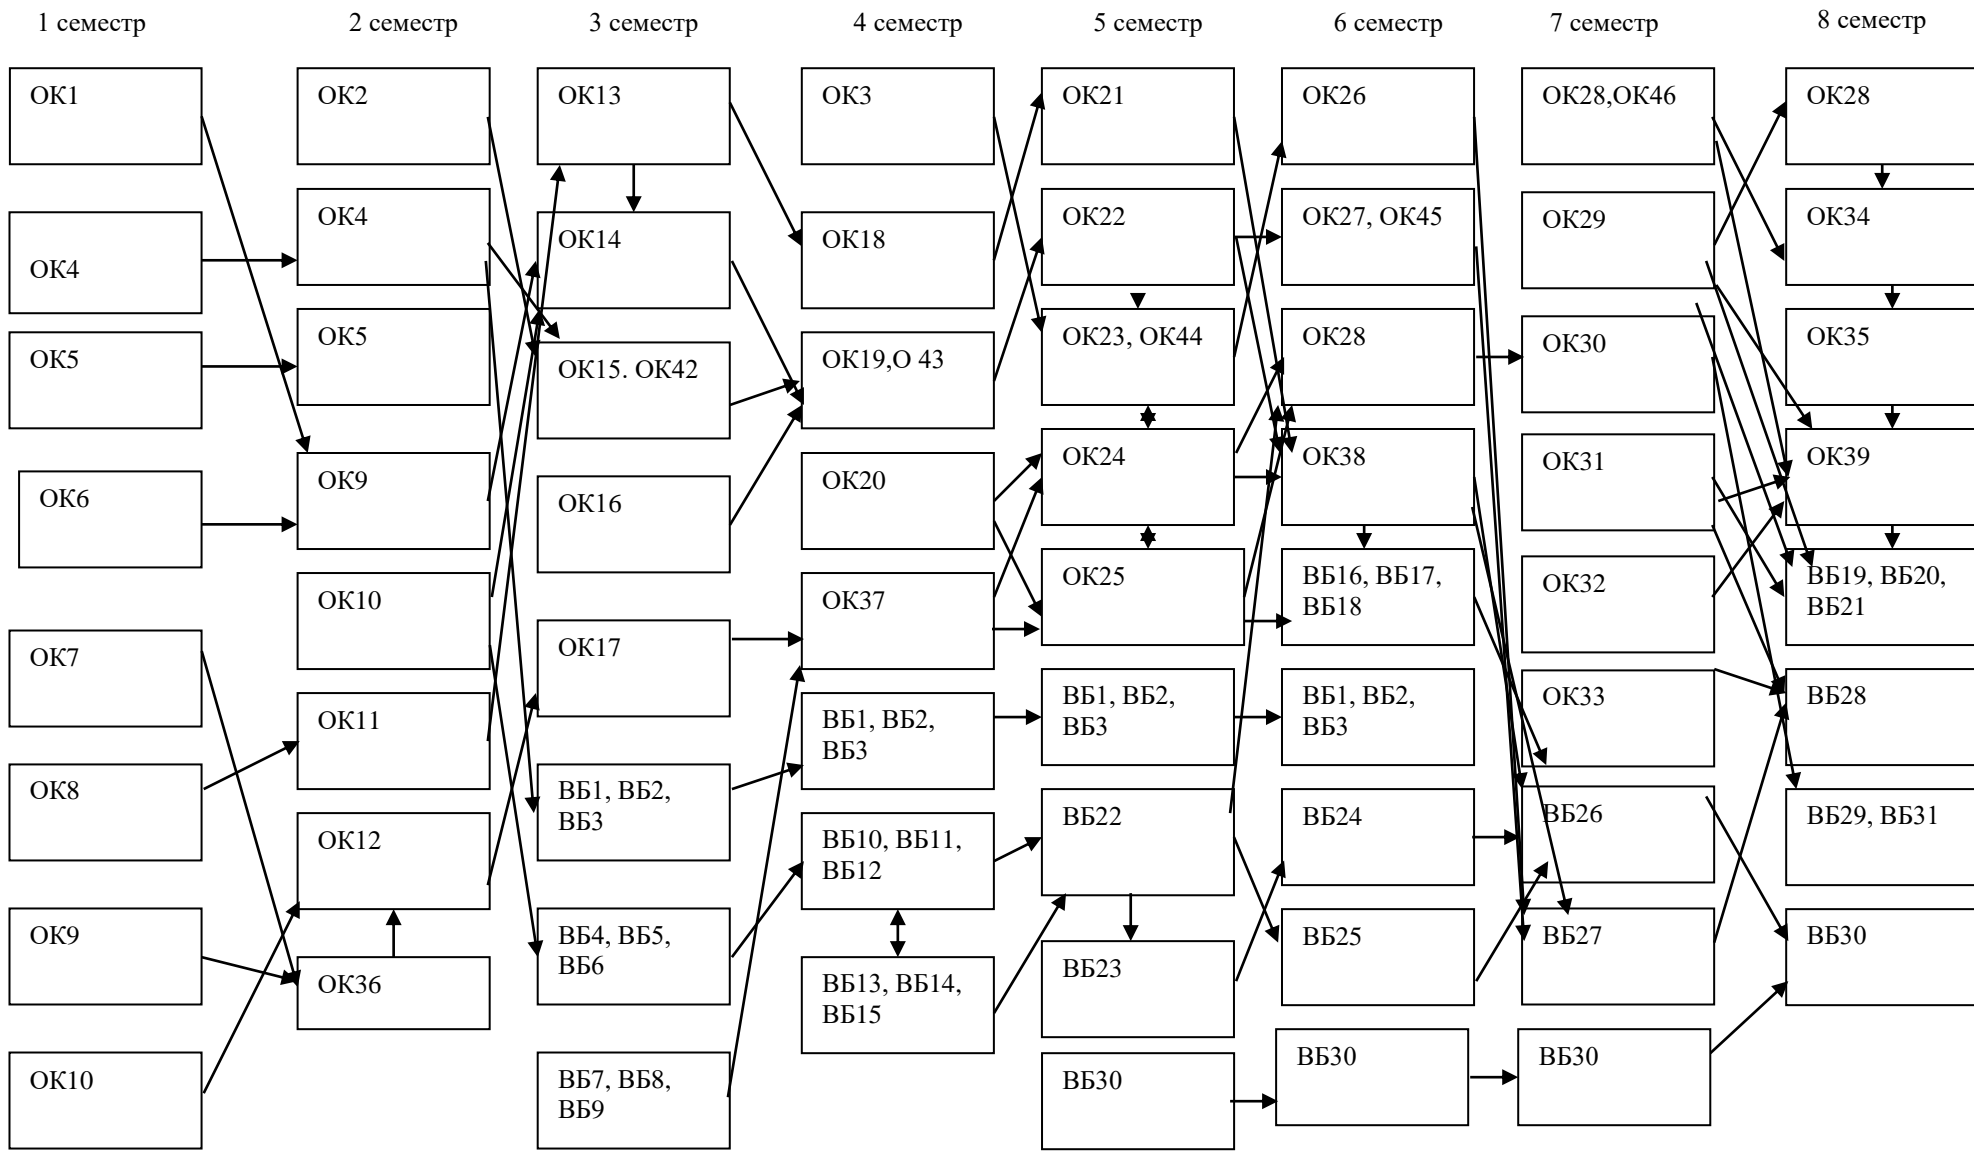 1 семестр
2 семестр
3 семестр
4 семестр
5 семестр
6 семестр
7 семестр
8 семестр
ОК1
ОК4
ОК5
ОК6
ОК7
ОК8
ОК9
ОК10
ОК2
ОК4
ОК5
ОК9
ОК10
ОК11
ОК12
ОК36
ОК13
ОК14
ОК15. ОК42
ОК16
ОК17
ВБ1, ВБ2,
ВБ3
ВБ4, ВБ5,
ВБ6
ВБ7, ВБ8,
ВБ9
ОК3
ОК18
ОК19,О 43
ОК20
ОК37
ВБ1, ВБ2,
ВБ3
ВБ10, ВБ11,
ВБ12
ВБ13, ВБ14,
ВБ15
ОК21
ОК22
ОК23, ОК44
ОК24
ОК25
ВБ1, ВБ2,
ВБ3
ВБ22
ВБ23
ВБ30
ОК26
ОК27, ОК45
ОК28
ОК38
ВБ16, ВБ17,
ВБ18
ВБ1, ВБ2,
ВБ3
ВБ24
ВБ25
ВБ30
ОК28,ОК46
ОК29
ОК30
ОК31
ОК32
ОК33
ВБ26
ВБ27
ВБ30
ОК28
ОК34
ОК35
ОК39
ВБ19, ВБ20,
ВБ21
ВБ28
ВБ29, ВБ31
ВБ30